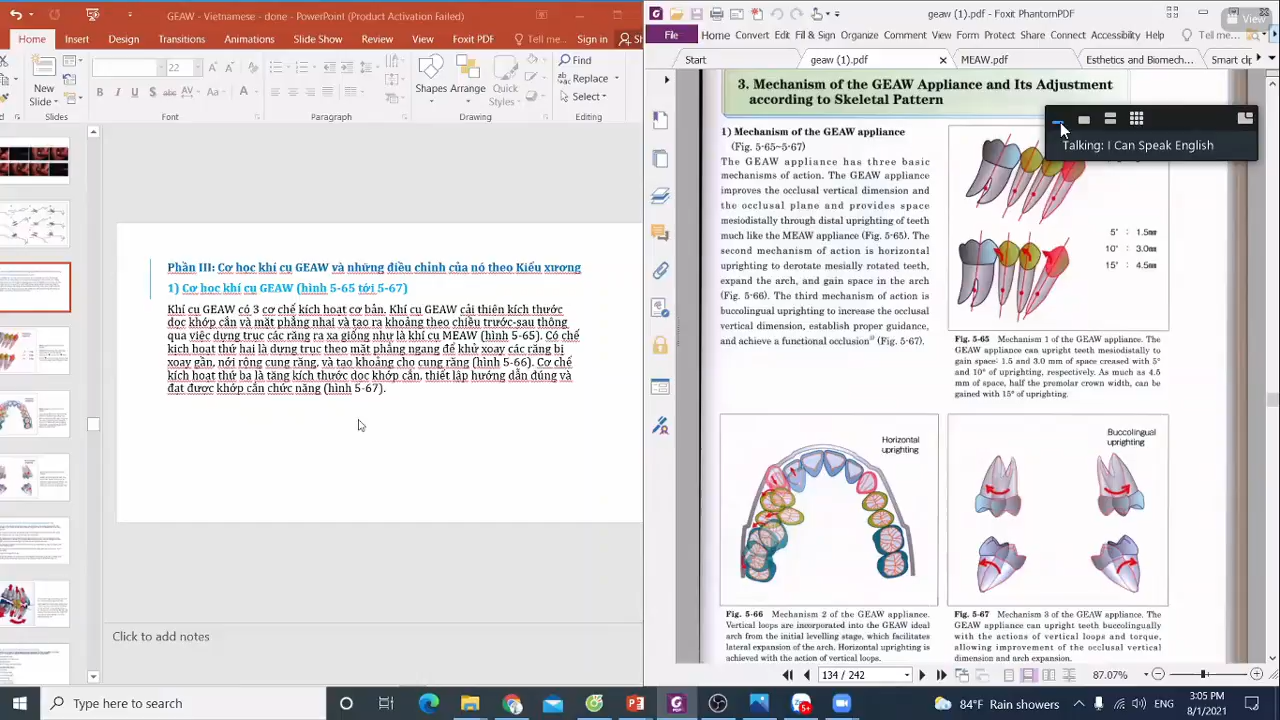 GEAW - Vietnamese - done - PowerPoint (Product Activation Failed)
Home Insert Design Transitions Animations Slide Show Review View Foxit PDF Tell me... Sign in Sh
22
New Slide
Shapes Arrange Quick Styles
Find
Replace
Select
Font Paragraph Drawing Editing
Phần III: Cơ học khí cụ GEAW và những điều chỉnh của nó theo Kiểu xương
1) Cơ học khí cụ GEAW (hình 5-65 tới 5-67)
Khí cụ GEAW có 3 cơ chế kích hoạt cơ bản. Khí cụ GEAW cải thiện kích thước
dọc khớp cắn và mặt phẳng nhai và tạo ra khoảng theo chiều trước-sau thông
qua việc dựng trục các răng ra xa giống như là khí cụ MEAW (hình 5-65). Cơ chế
kích hoạt thứ hai là dựng trục theo mặt phẳng ngang để khử xoay các răng bị
xoay gần, nới rộng cung răng, và tạo khoảng cho cung răng (hình 5-66). Cơ chế
kích hoạt thứ ba là tăng kích thước dọc khớp cắn, thiết lập hướng dẫn đúng và
đạt được khớp cắn chức năng (hình 5-67).
Click to add notes
geaw (1).pdf - Foxit PhantomPDF
View
File Home Convert Edit Organize Comment View Form Protect Share Connect Accessibility Help Tell me...
Start geaw (1).pdf MEAW.pdf Esthetics and Biomech... Smart clip
Talking: I Can Speak English
3. Mechanism of the GEAW Appliance and Its Adjustment
according to Skeletal Pattern
1) Mechanism of the GEAW appliance
(Fig. 5-65~5-67)
The GEAW appliance has three basic
mechanisms of action. The GEAW appliance
improves the occlusal vertical dimension and
the occlusal plane and provides space
mesiodistally through distal uprighting of teeth
much like the MEAW appliance (Fig. 5-65). The
second mechanism of action is horizontal
uprighting to derotate mesially rotated teeth,
expand the arch, and gain space in the arch
(Fig. 5-66). The third mechanism of action is
buccolingual uprighting to increase the occlusal
vertical dimension, establish proper guidance,
and achieve a functional occlusion (Fig. 5-67).
5° : 1.5㎜
10° : 3.0㎜
15° : 4.5㎜
Fig. 5-65 Mechanism 1 of the GEAW appliance. The
GEAW appliance can upright teeth mesiodistally to
gain space: 1.5 and 3.0 mm of space creased with 5°
and 10° of uprighting, respectively. As much as 4.5
mm of space, half the premolar crown width, can be
gained with 15° of uprighting.
Horizontal
uprighting
Buccolingual
uprighting
Fig. 5-66 Mechanism 2 of the GEAW appliance.
Vertical loops are incorporated into the GEAW ideal
arch from the initial levelling stage, which facilitates
lateral expansion of the arch. Horizontal uprighting is
achieved with the action of vertical loops.
Fig. 5-67 Mechanism 3 of the GEAW appliance. The
GEAW appliance can upright teeth buccolingually
with the actions of vertical loops and torque,
allowing improvement of the occlusal vertical
dimension and arch expansion.
134 / 242
87.07%
Type here to search
84°F Rain showers
ENG
3:05 PM
8/1/2021